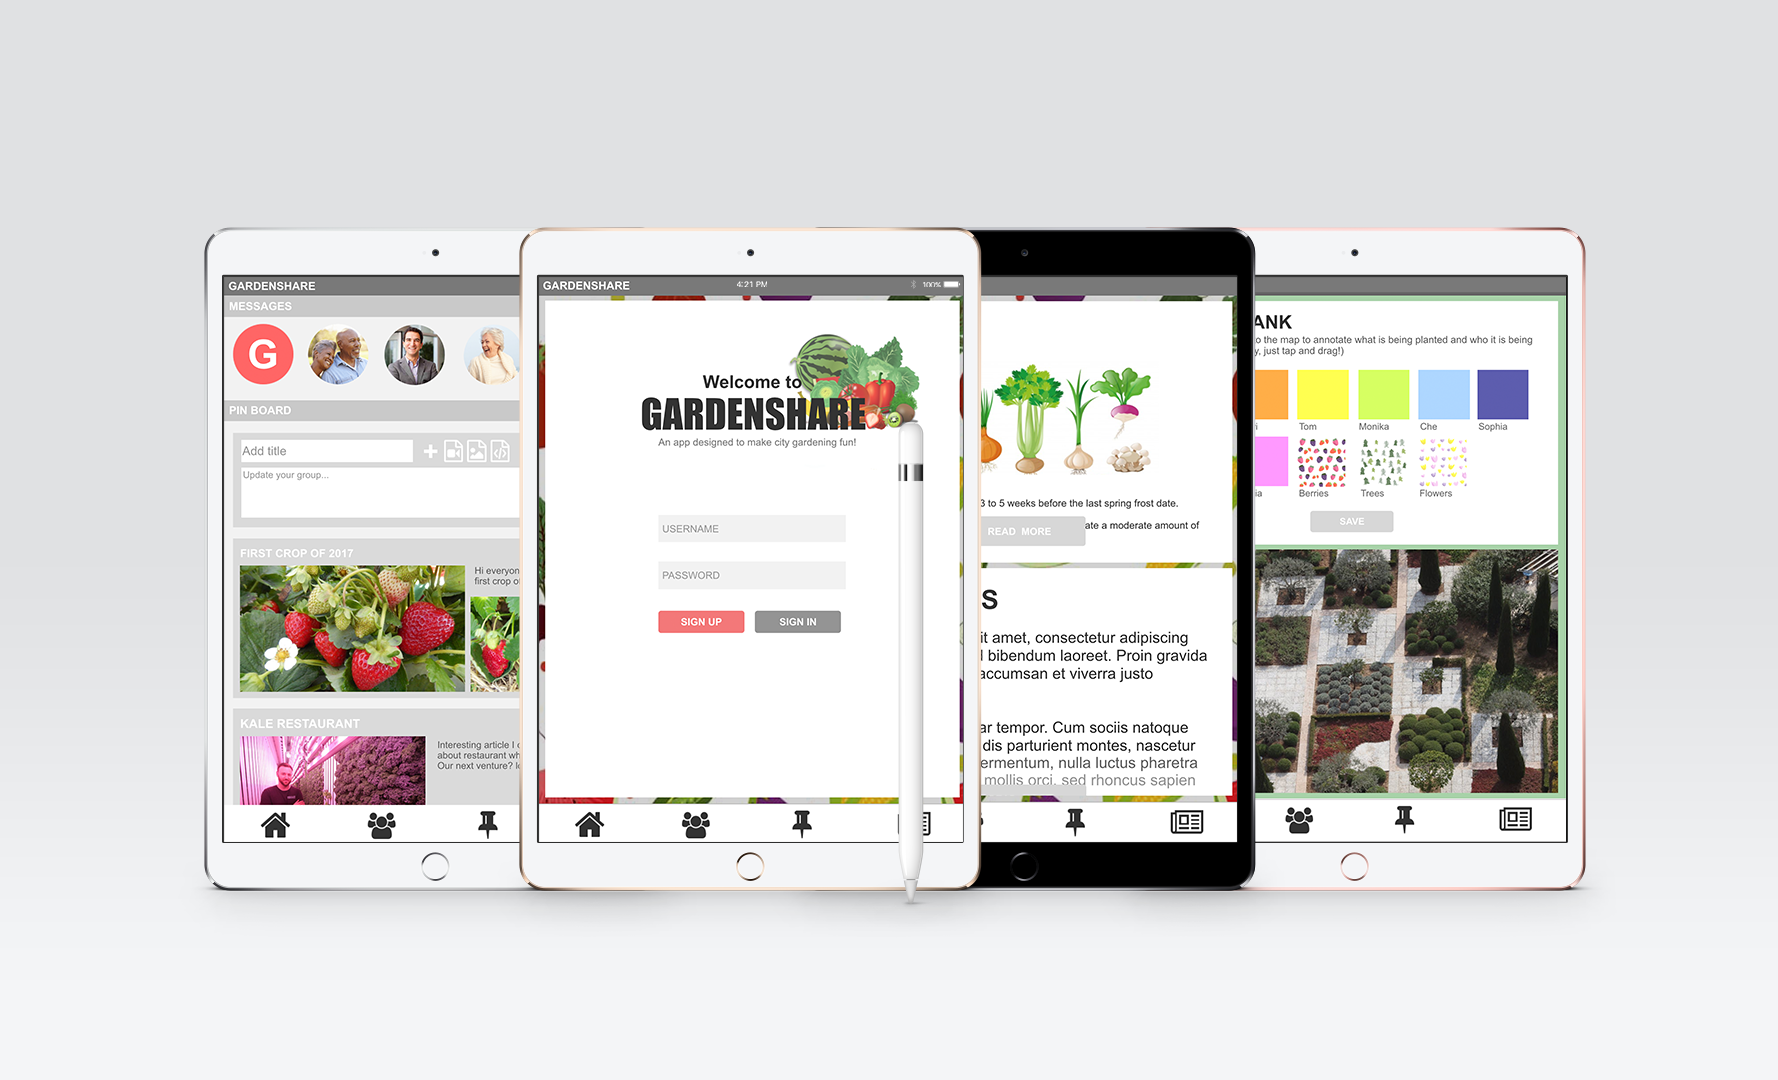 GARDENSHARE
MESSAGES
G
PIN BOARD
Add title
Update your group...
FIRST CROP OF 2017
Hi everyon
first crop o
KALE RESTAURANT
Interesting article I
about restaurant wh
Our next venture?
GARDENSHARE
4:21 PM
100%
Welcome to
GARDENSHARE
An app designed to make city gardening fun!
USERNAME
PASSWORD
SIGN UP
SIGN IN
3 to 5 weeks before the last spring frost date.
ate a moderate amount of
READ MORE
S
it amet, consectetur adipiscing
bibendum laoreet. Proin gravida
accumsan et viverra justo
ar tempor. Cum sociis natoque
dis parturient montes, nascetur
ermentum, nulla luctus pharetra
mollis orci, sed rhoncus sapien
ANK
o the map to annotate what is being planted and who it is being
y, just tap and drag!)
Tom
Monika
Che
Sophia
ia
Berries
Trees
Flowers
SAVE